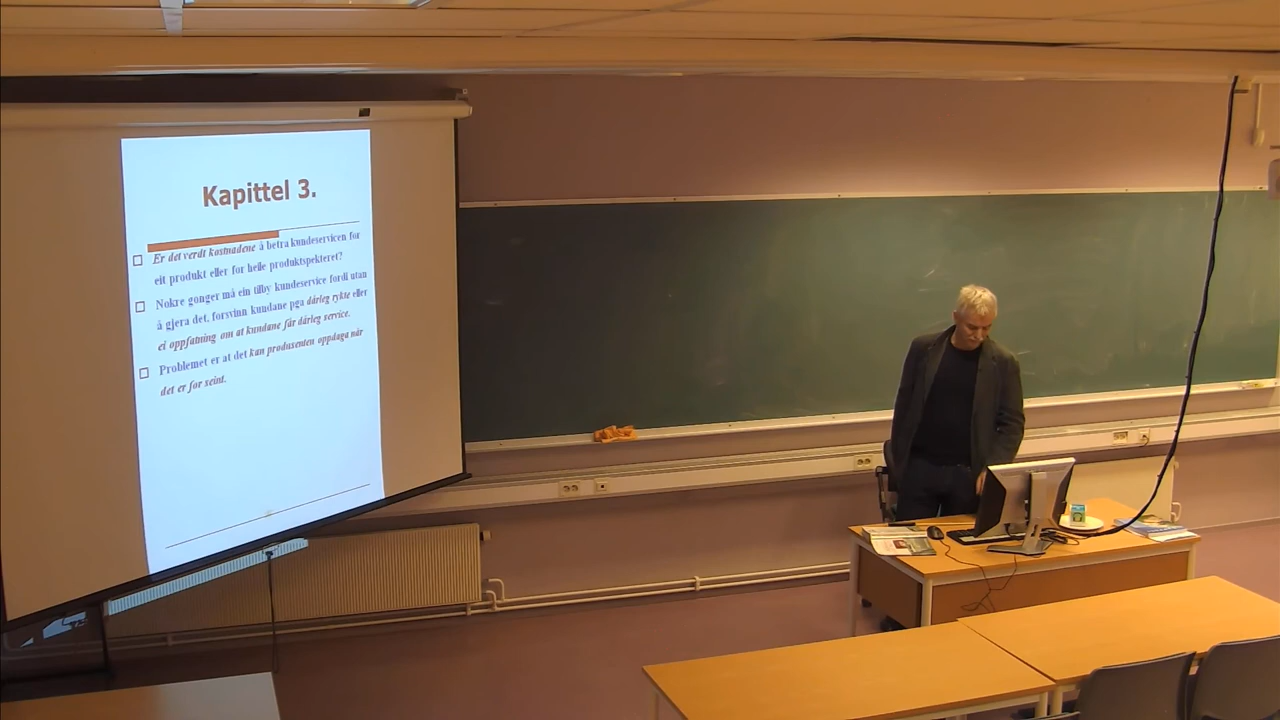 Kapittel 3.
Er det verdt kostnadene å betra kundeservicen for
eit produkt eller for heile produktspekteret?
Nokre gonger må ein tilby kundeservice fordi utan
å gjera det, forsvinn kundane pga dårleg rykte eller
ei oppfatning om at kundane får dårleg service.
Problemet er at det kan produsenten oppdaga når
det er for seint.